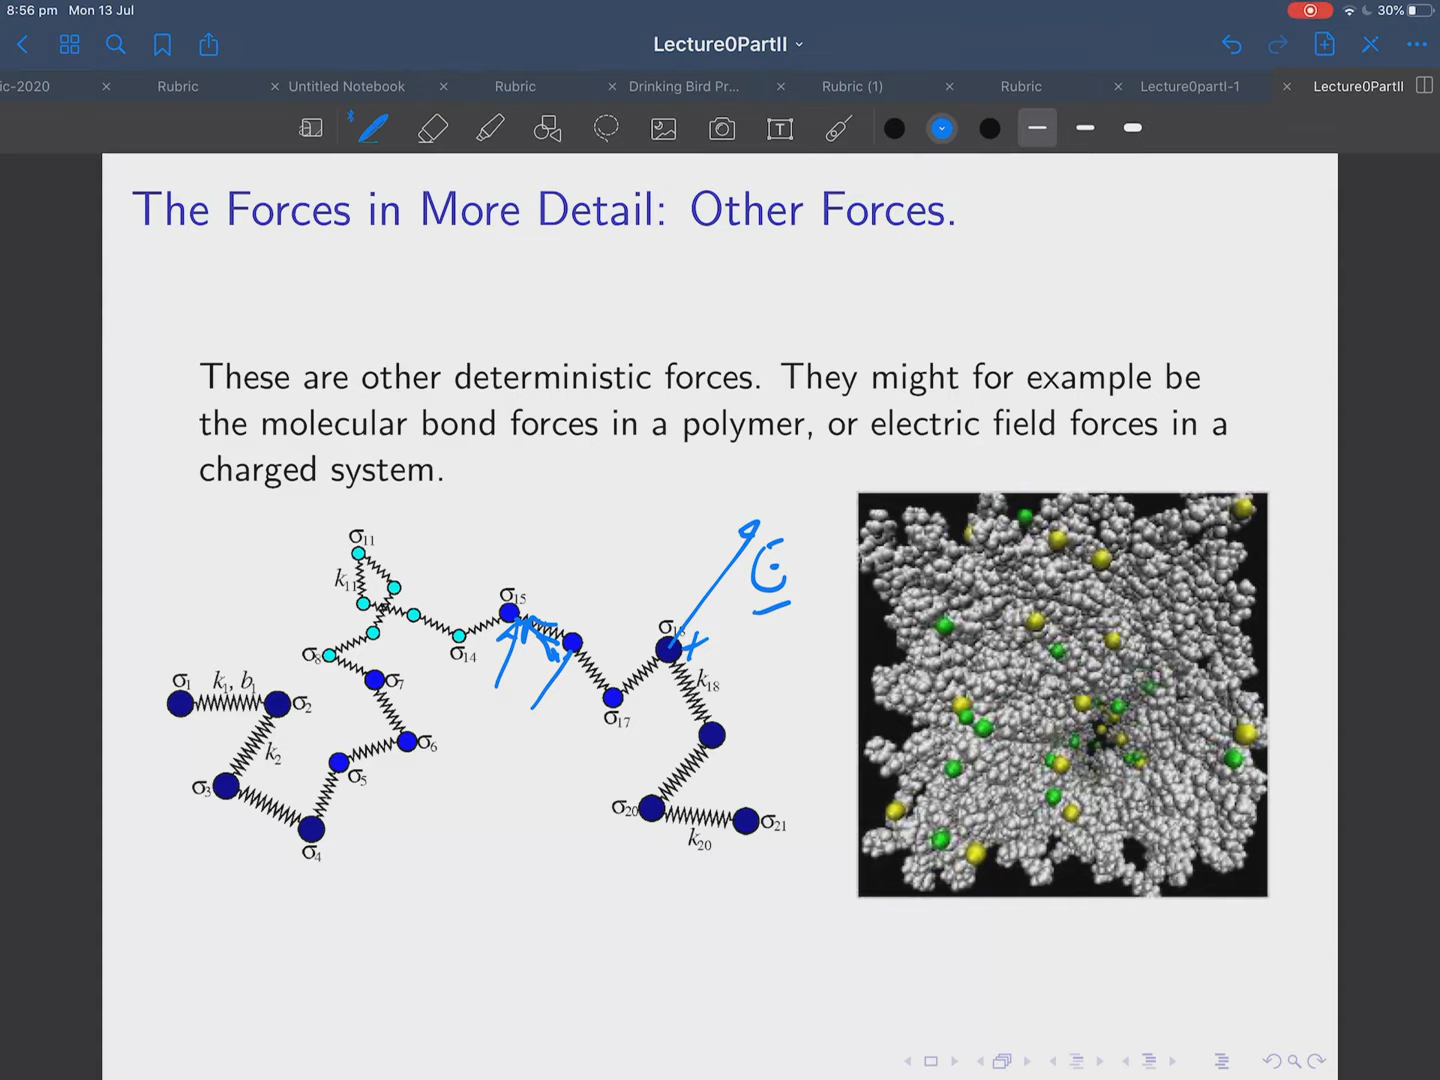 8:56 pm Mon 13 Jul
30%
Lecture0PartII
ic-2020
Rubric
Untitled Notebook
Rubric
Drinking Bird Pr...
Rubric (1)
Rubric
Lecture0partI-1
Lecture0PartII
T
The Forces in More Detail: Other Forces.
These are other deterministic forces. They might for example be
the molecular bond forces in a polymer, or electric field forces in a
charged system.
σ11
k11
σ15
σ14
σ8
σ7
σ1
k1, b1
σ2
k2
σ3
σ4
σ5
σ6
σ17
k18
σ20
k20
σ21
+
E